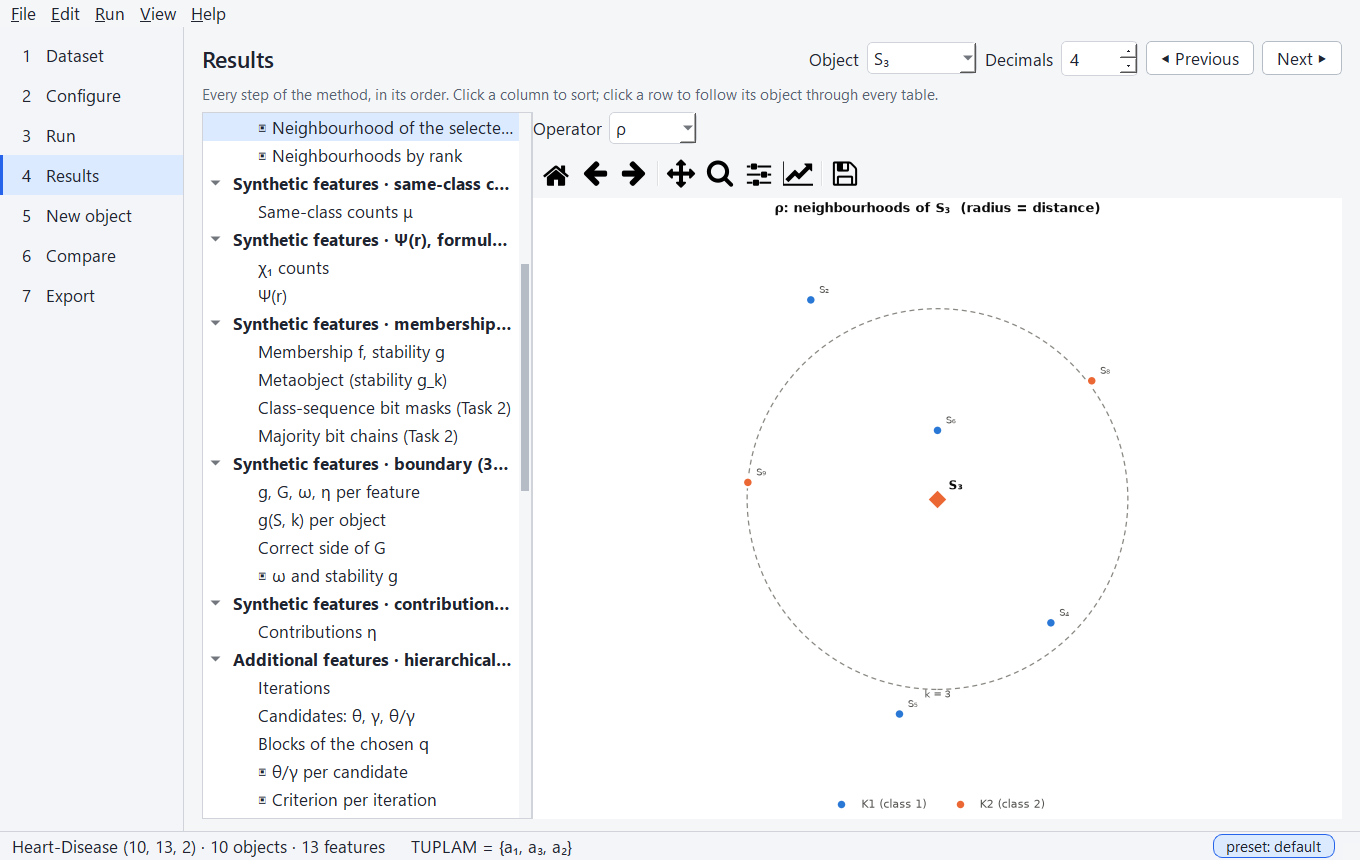 File Edit Run View Help
1 Dataset
2 Configure
3 Run
4 Results
5 New object
6 Compare
7 Export
Results
Object S₃ Decimals 4 Previous Next
Every step of the method, in its order. Click a column to sort; click a row to follow its object through every table.
Neighbourhood of the selecte...
Neighbourhoods by rank
Synthetic features · same-class c...
Same-class counts μ
Synthetic features · Ψ(r), formul...
χ₁ counts
Ψ(r)
Synthetic features · membership...
Membership f, stability g
Metaobject (stability g_k)
Class-sequence bit masks (Task 2)
Majority bit chains (Task 2)
Synthetic features · boundary (3...
g, G, ω, η per feature
g(S, k) per object
Correct side of G
ω and stability g
Synthetic features · contribution...
Contributions η
Additional features · hierarchical...
Iterations
Candidates: θ, γ, θ/γ
Blocks of the chosen q
θ/γ per candidate
Criterion per iteration
Operator ρ
ρ: neighbourhoods of S₃ (radius = distance)
S₂
S₈
S₆
S₉
S₃
S₄
k = 3
S₅
K1 (class 1) K2 (class 2)
Heart-Disease (10, 13, 2) · 10 objects · 13 features TUPLAM = {a₁, a₃, a₂}
preset: default